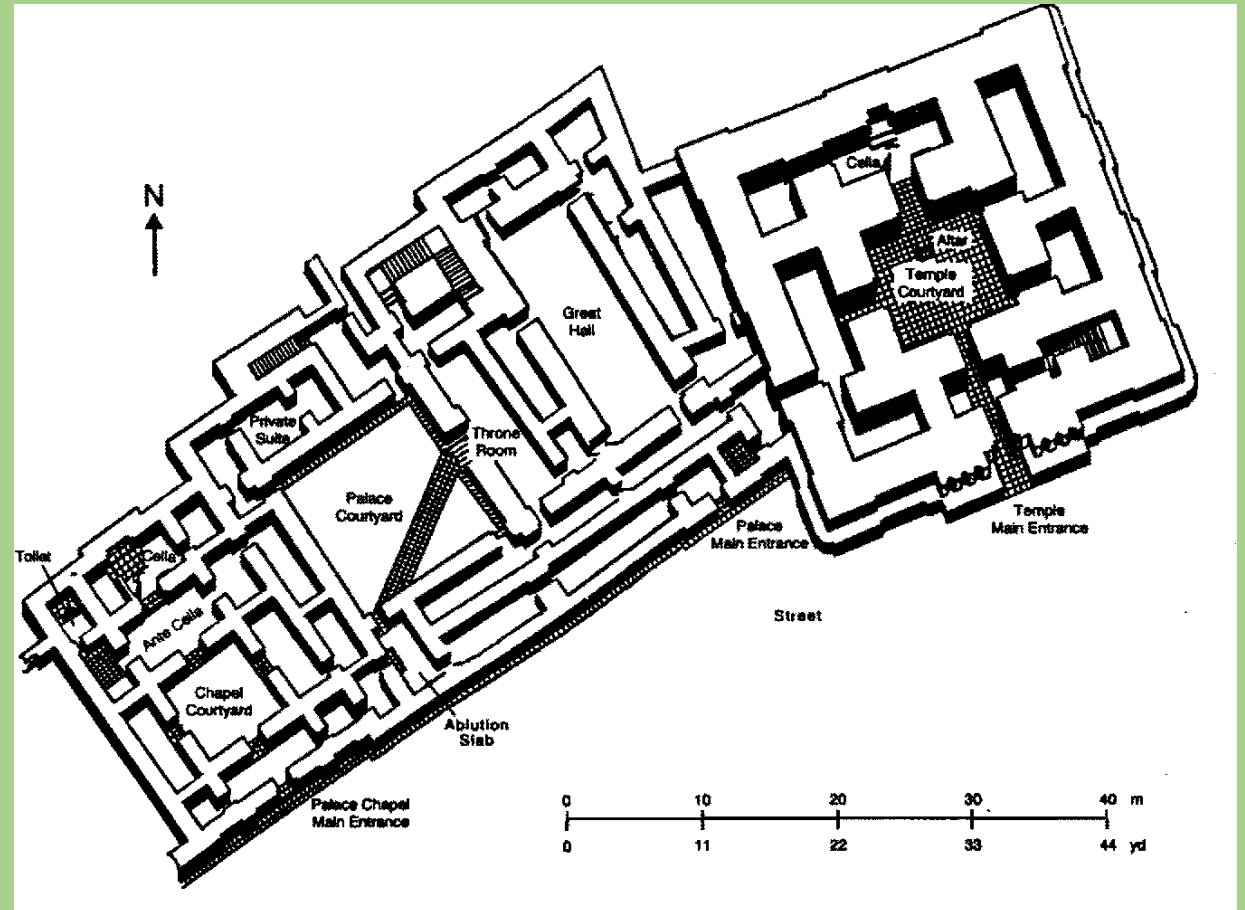 N
Cella
Altar
Temple
Courtyard
Great
Hall
Private
Suite
Throne
Room
Palace
Courtyard
Temple
Main Entrance
Palace
Main Entrance
Toilet
Cella
Ante Cella
Street
Chapel
Courtyard
Ablution
Slab
Palace Chapel
Main Entrance
0 10 20 30 40 m
0 11 22 33 44 yd